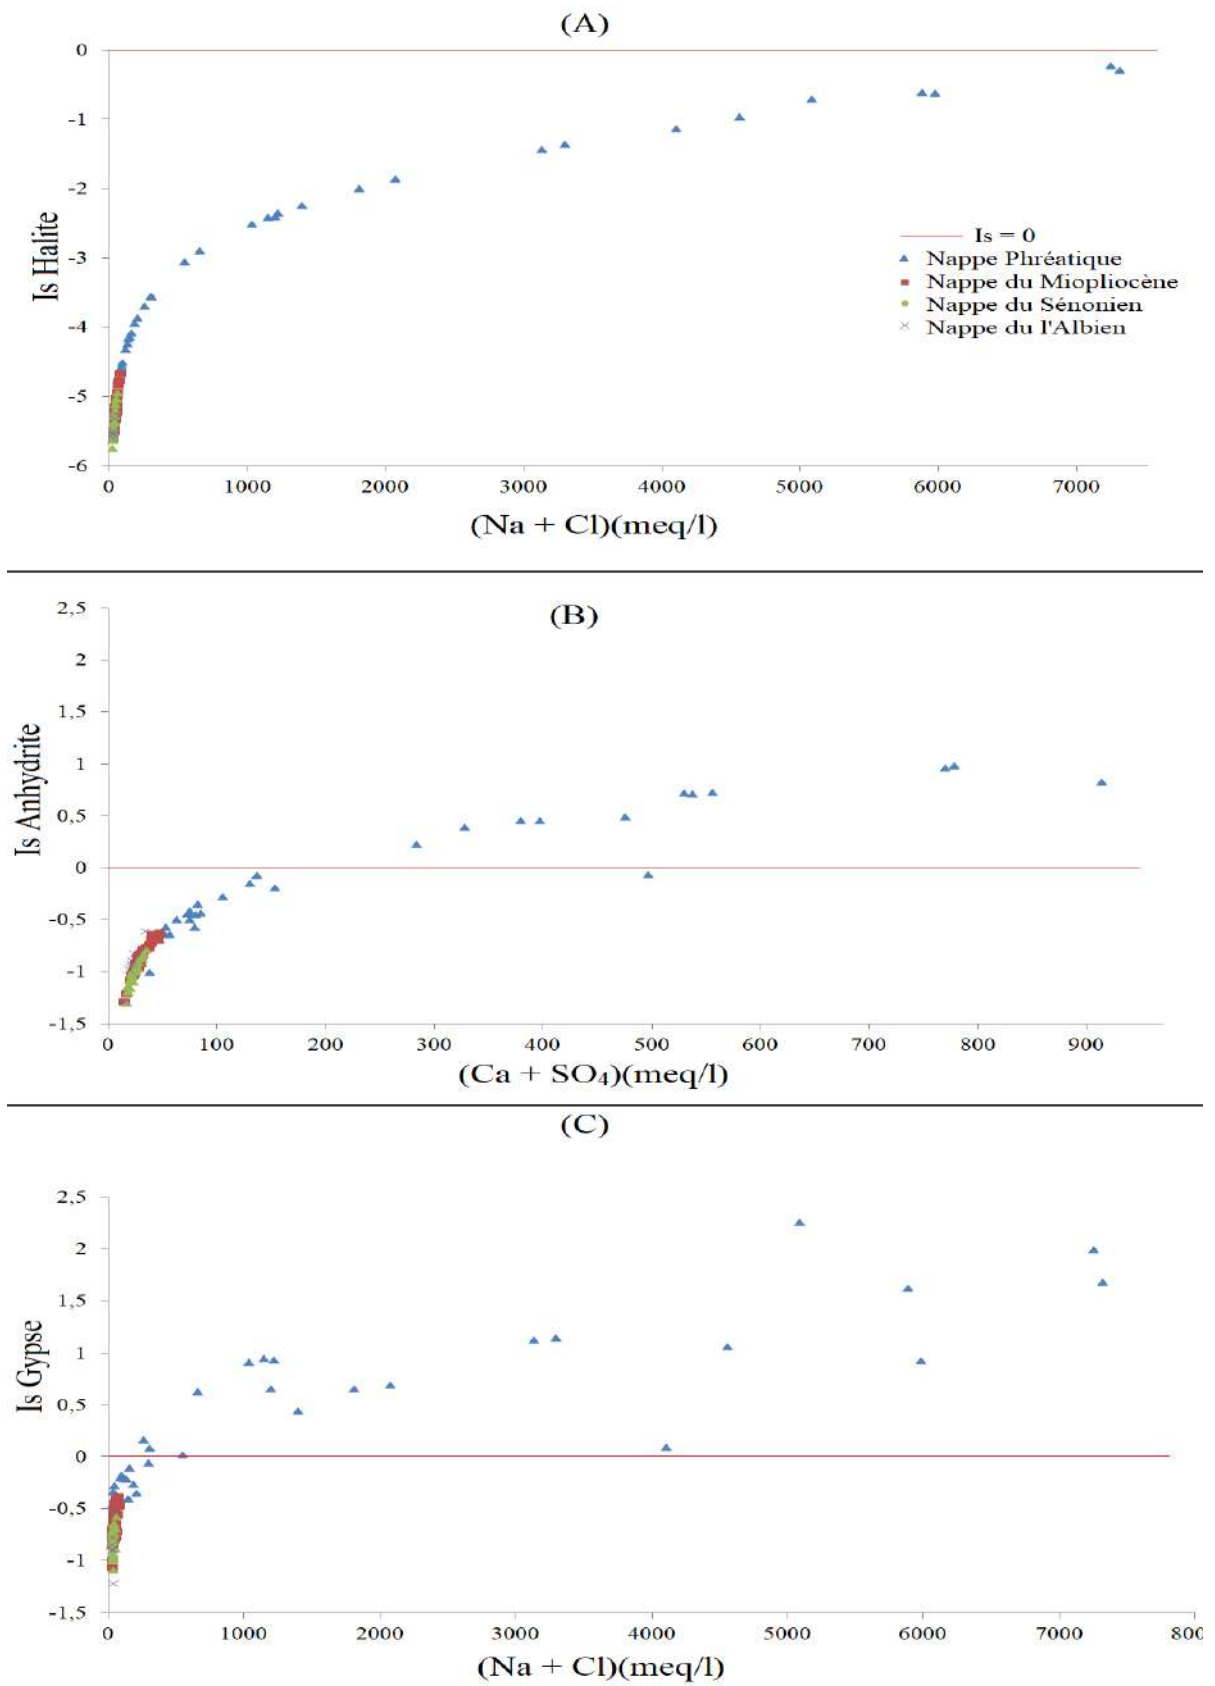 (A)
0
-1
-2
-3
-4
-5
-6
Is Halite
Is = 0
Nappe Phréatique
Nappe du Miopliocène
Nappe du Sénonien
Nappe du l'Albien
0 1000 2000 3000 4000 5000 6000 7000
(Na + Cl)(meq/l)
(B)
2,5
2
1,5
1
0,5
0
-0,5
-1
-1,5
Is Anhydrite
0 100 200 300 400 500 600 700 800 900
(Ca + SO₄)(meq/l)
(C)
2,5
2
1,5
1
0,5
0
-0,5
-1
-1,5
Is Gypse
0 1000 2000 3000 4000 5000 6000 7000 800
(Na + Cl)(meq/l)